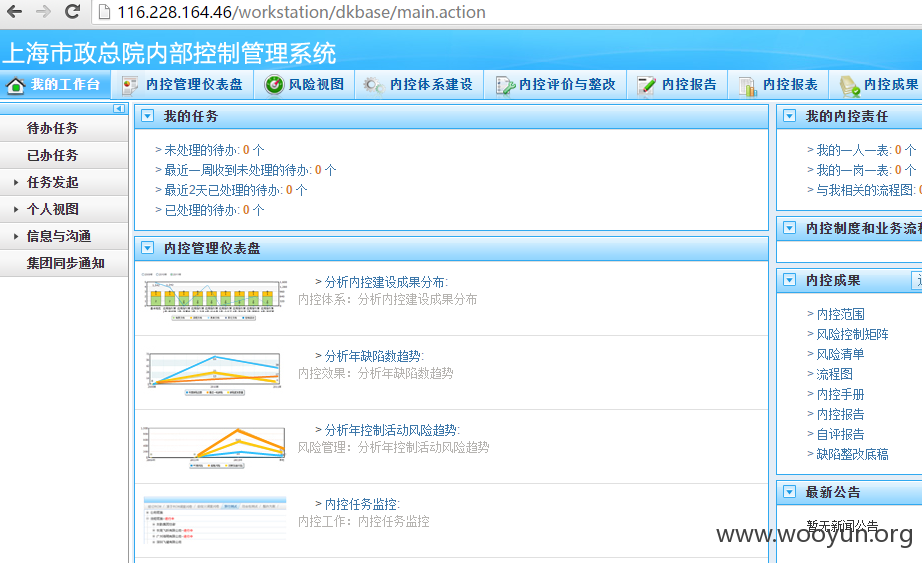 116.228.164.46/workstation/dkbase/main.action
上海市政总院内部控制管理系统
我的工作台 内控管理仪表盘 风险视图 内控体系建设 内控评价与整改 内控报告 内控报表 内控成果
待办任务
已办任务
任务发起
个人视图
信息与沟通
集团同步通知
我的任务
> 未处理的待办: 0 个
> 最近一周收到未处理的待办: 0 个
> 最近2天已处理的待办: 0 个
> 已处理的待办: 0 个
内控管理仪表盘
> 分析内控建设成果分布:
内控体系：分析内控建设成果分布
> 分析年缺陷数趋势:
内控效果：分析年缺陷数趋势
> 分析年控制活动风险趋势:
风险管理：分析年控制活动风险趋势
> 内控任务监控:
内控工作：内控任务监控
我的内控责任
> 我的一人一表: 0 个
> 我的一岗一表: 0 个
> 与我相关的流程图: 0
内控制度和业务流程
内控成果
> 内控范围
> 风险控制矩阵
> 风险清单
> 流程图
> 内控手册
> 内控报告
> 自评报告
> 缺陷整改底稿
最新公告
暂无新闻公告
www.wooyun.org